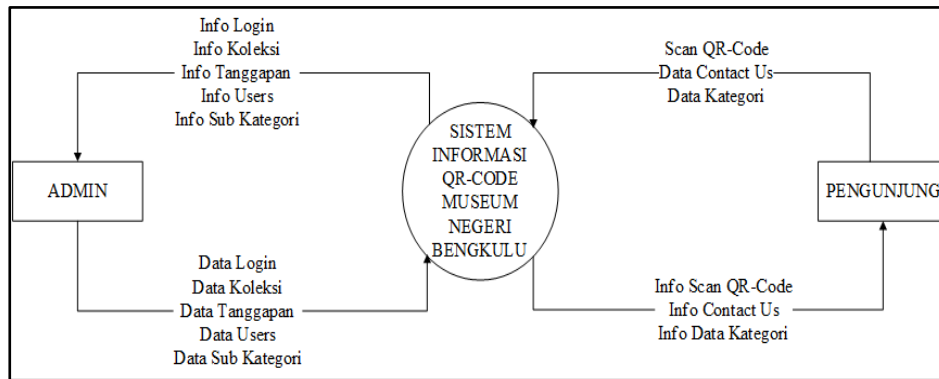 Info Login
Info Koleksi
Info Tanggapan
Info Users
Info Sub Kategori
Scan QR-Code
Data Contact Us
Data Kategori
ADMIN
SISTEM
INFORMASI
QR-CODE
MUSEUM
NEGERI
BENGKULU
PENGUNJUNG
Data Login
Data Koleksi
Data Tanggapan
Data Users
Data Sub Kategori
Info Scan QR-Code
Info Contact Us
Info Data Kategori